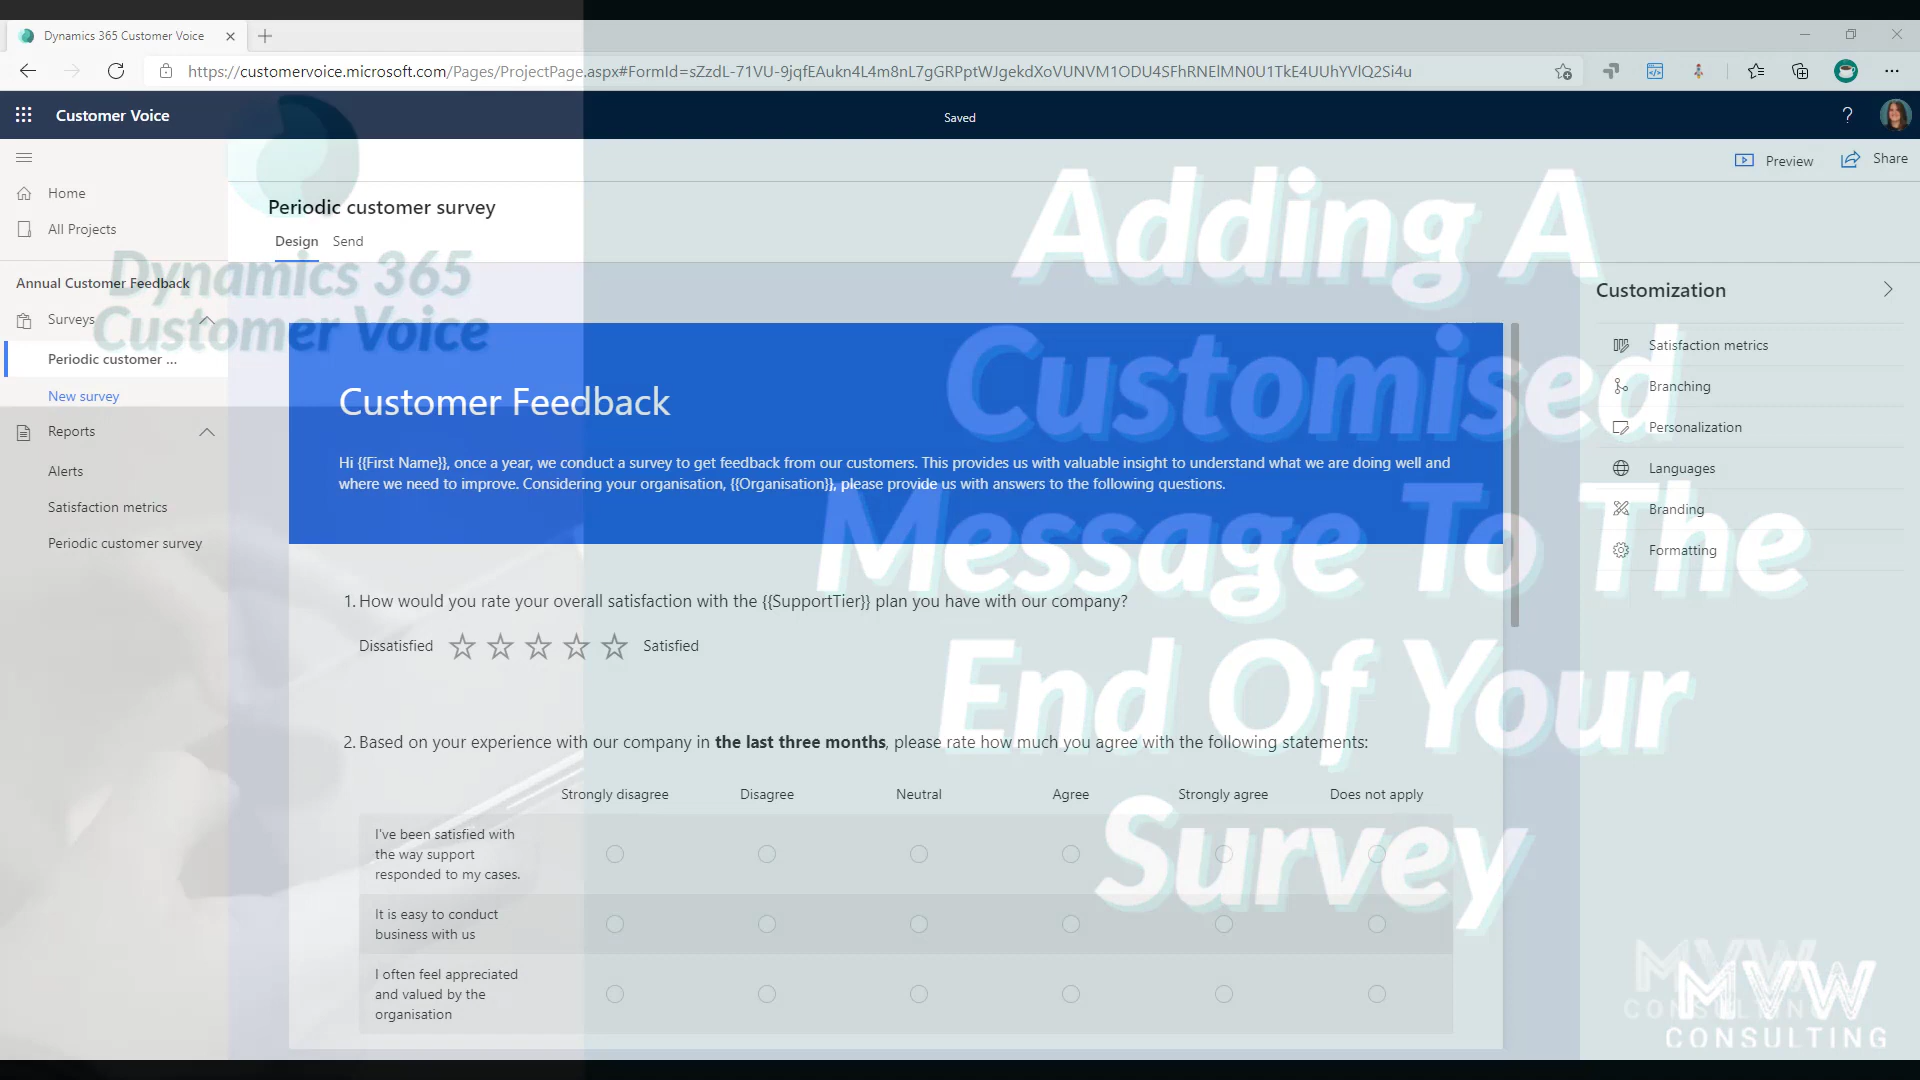 Dynamics 365 Customer Voice
https://customervoice.microsoft.com/Pages/ProjectPage.aspx#FormId=sZzdL-71VU-9jqfEAukn4L4m8nL7gGRPptWJgekdXoVUNVM1ODU4SFhRNElMN0U1TkE4UUhYVlQ2Si4u
Customer Voice
Saved
?
Preview
Share
Home
All Projects
Annual Customer Feedback
Surveys
Periodic customer ...
New survey
Reports
Alerts
Satisfaction metrics
Periodic customer survey
Dynamics 365
Customer Voice
Periodic customer survey
Design Send
Customer Feedback
Hi {{First Name}}, once a year, we conduct a survey to get feedback from our customers. This provides us with valuable insight to understand what we are doing well and
where we need to improve. Considering your organisation, {{Organisation}}, please provide us with answers to the following questions.
1. How would you rate your overall satisfaction with the {{SupportTier}} plan you have with our company?
Dissatisfied Satisfied
2. Based on your experience with our company in the last three months, please rate how much you agree with the following statements:
Strongly disagree Disagree Neutral Agree Strongly agree Does not apply
I've been satisfied with
the way support
responded to my cases.
It is easy to conduct
business with us
I often feel appreciated
and valued by the
organisation
Customization
Satisfaction metrics
Branching
Personalization
Languages
Branding
Formatting
Adding A
Customised
Message To The
End Of Your
Survey
MVW
CONSULTING
MVW
CONSULTING